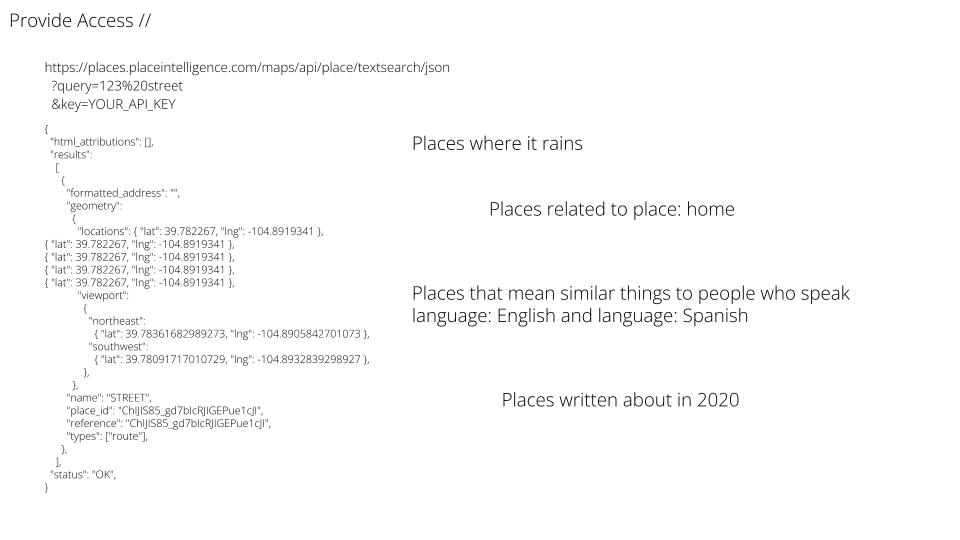 Provide Access //
https://places.placeintelligence.com/maps/api/place/textsearch/json
?query=123%20street
&key=YOUR_API_KEY
{
"html_attributions": [],
"results":
[
{
"formatted_address": "",
"geometry":
{
"locations": { "lat": 39.782267, "lng": -104.8919341 },
{ "lat": 39.782267, "lng": -104.8919341 },
{ "lat": 39.782267, "lng": -104.8919341 },
{ "lat": 39.782267, "lng": -104.8919341 },
{ "lat": 39.782267, "lng": -104.8919341 },
"viewport":
{
"northeast":
{ "lat": 39.78361682989273, "lng": -104.8905842701073 },
"southwest":
{ "lat": 39.78091717010729, "lng": -104.8932839298927 },
},
},
"name": "STREET",
"place_id": "ChIJIS85_gd7bIcRJIGEPue1cJI",
"reference": "ChIJIS85_gd7bIcRJIGEPue1cJI",
"types": ["route"],
},
],
"status": "OK",
}
Places where it rains
Places related to place: home
Places that mean similar things to people who speak
language: English and language: Spanish
Places written about in 2020